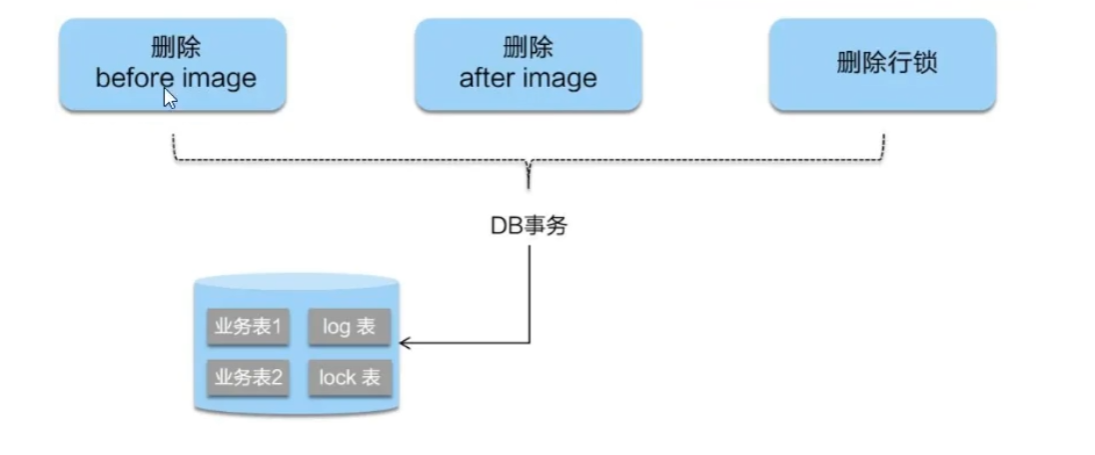 删除
before image
删除
after image
删除行锁
DB事务
业务表1
log 表
业务表2
lock 表